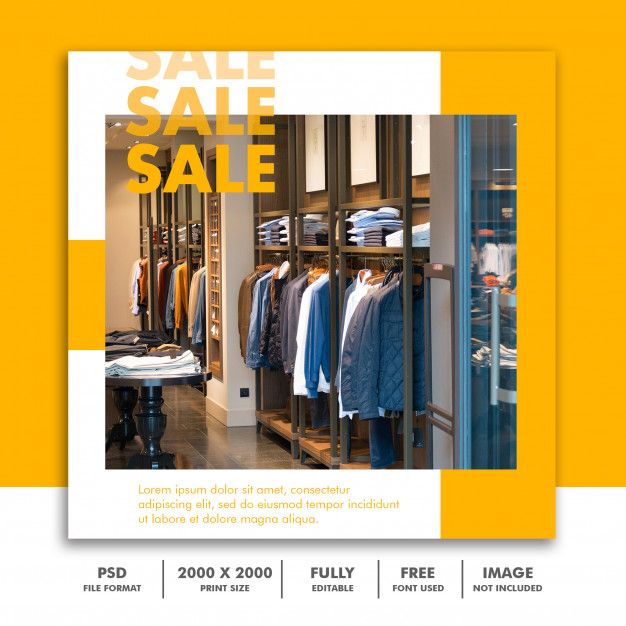 SALE
SALE
SALE
Lorem ipsum dolor sit amet, consectetur
adipiscing elit, sed do eiusmod tempor incididunt
ut labore et dolore magna aliqua.
PSD
FILE FORMAT
2000 X 2000
PRINT SIZE
FULLY
EDITABLE
FREE
FONT USED
IMAGE
NOT INCLUDED